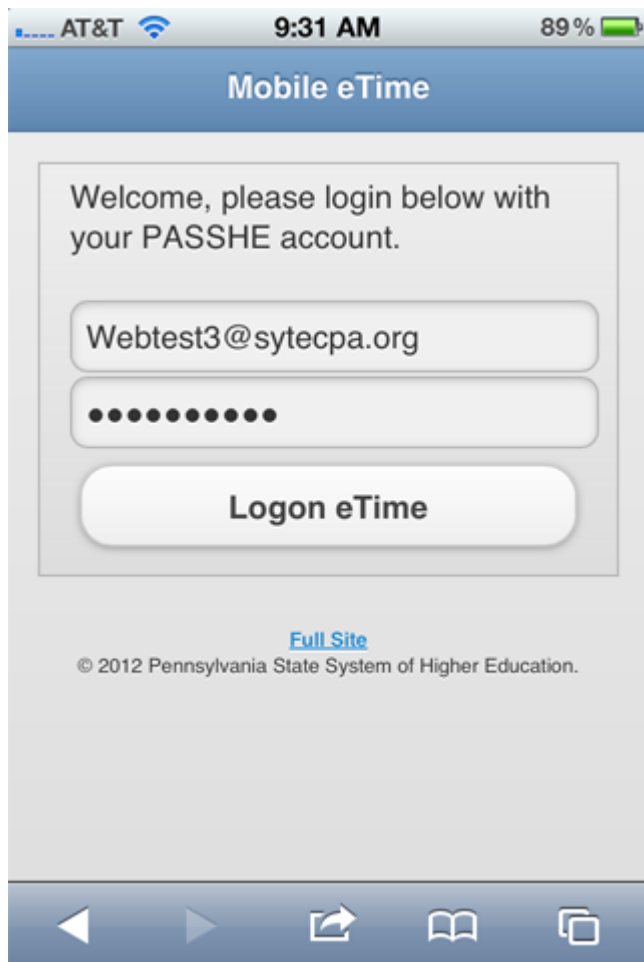 AT&T 9:31 AM 89%
Mobile eTime
Welcome, please login below with
your PASSHE account.
Webtest3@sytecpa.org
●●●●●●●●●●
Logon eTime
Full Site
© 2012 Pennsylvania State System of Higher Education.